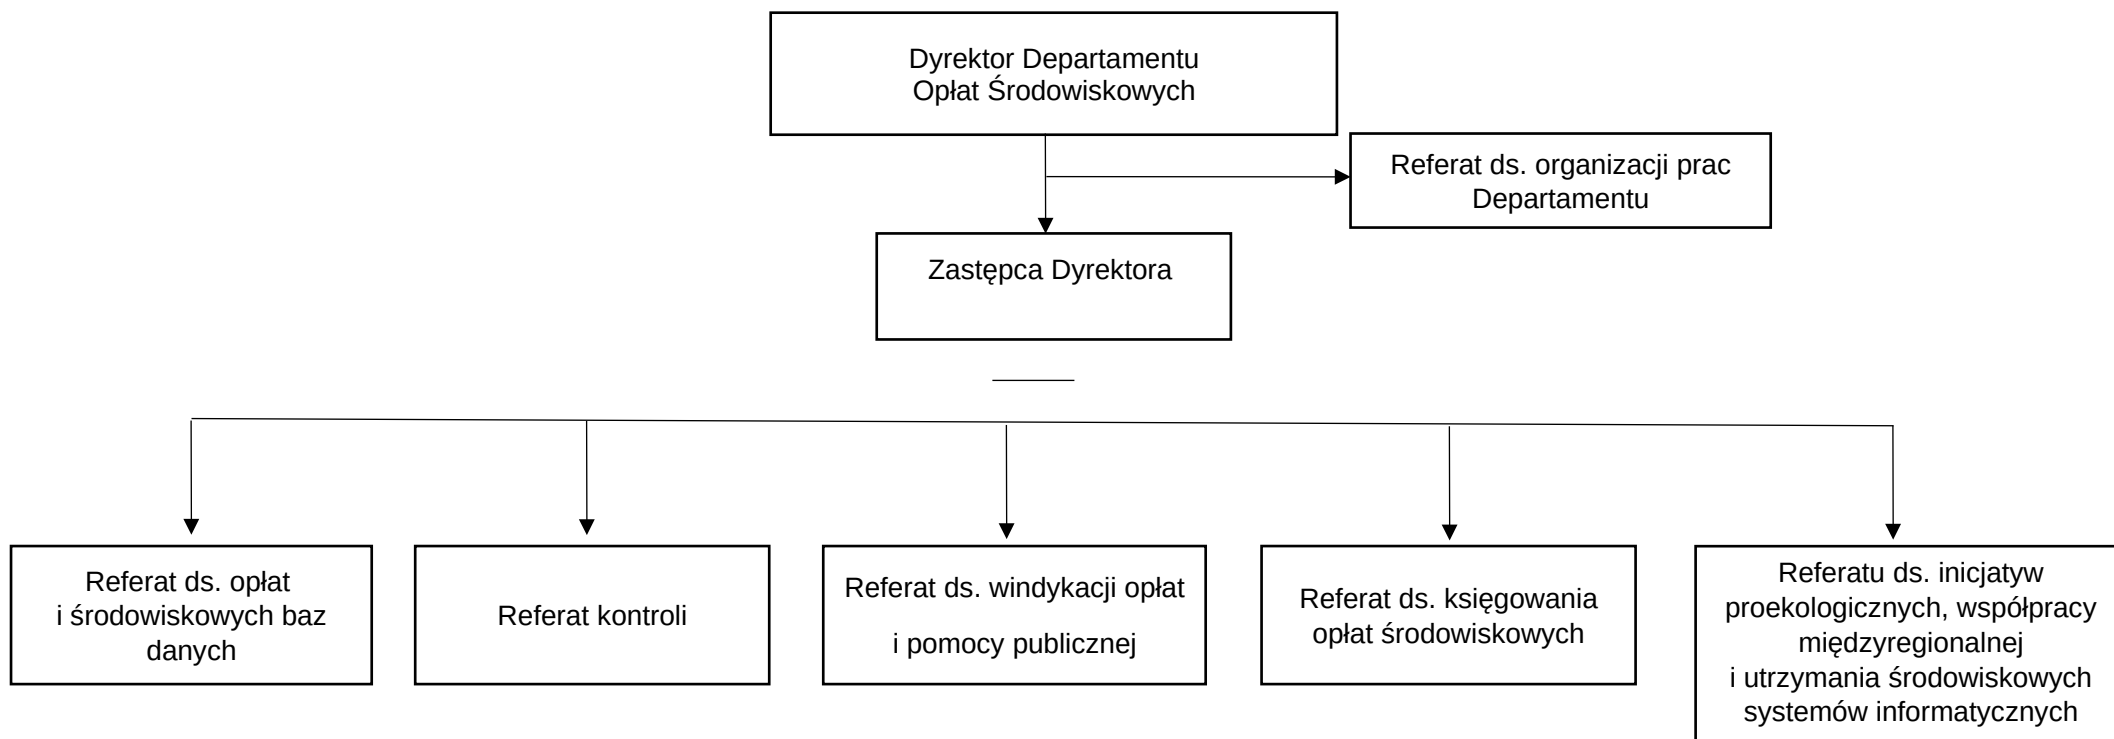 Dyrektor Departamentu
Opłat Środowiskowych
Referat ds. organizacji prac
Departamentu
Zastępca Dyrektora
Referat ds. opłat
i środowiskowych baz
danych
Referat kontroli
Referat ds. windykacji opłat
i pomocy publicznej
Referat ds. księgowania
opłat środowiskowych
Referatu ds. inicjatyw
proekologicznych, współpracy
międzyregionalnej
i utrzymania środowiskowych
systemów informatycznych